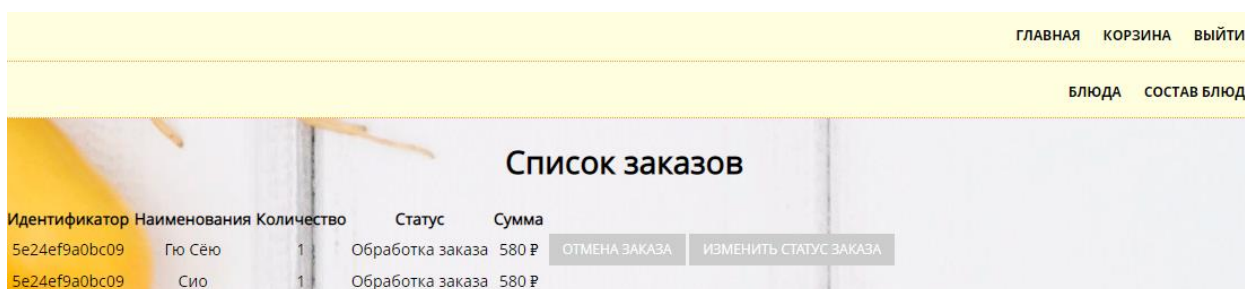 ГЛАВНАЯ КОРЗИНА ВЫЙТИ
БЛЮДА СОСТАВ БЛЮД
Список заказов
Идентификатор Наименования Количество Статус Сумма
5e24ef9a0bc09 Гю Сёю 1 Обработка заказа 580 ₽ ОТМЕНА ЗАКАЗА ИЗМЕНИТЬ СТАТУС ЗАКАЗА
5e24ef9a0bc09 Сио 1 Обработка заказа 580 ₽